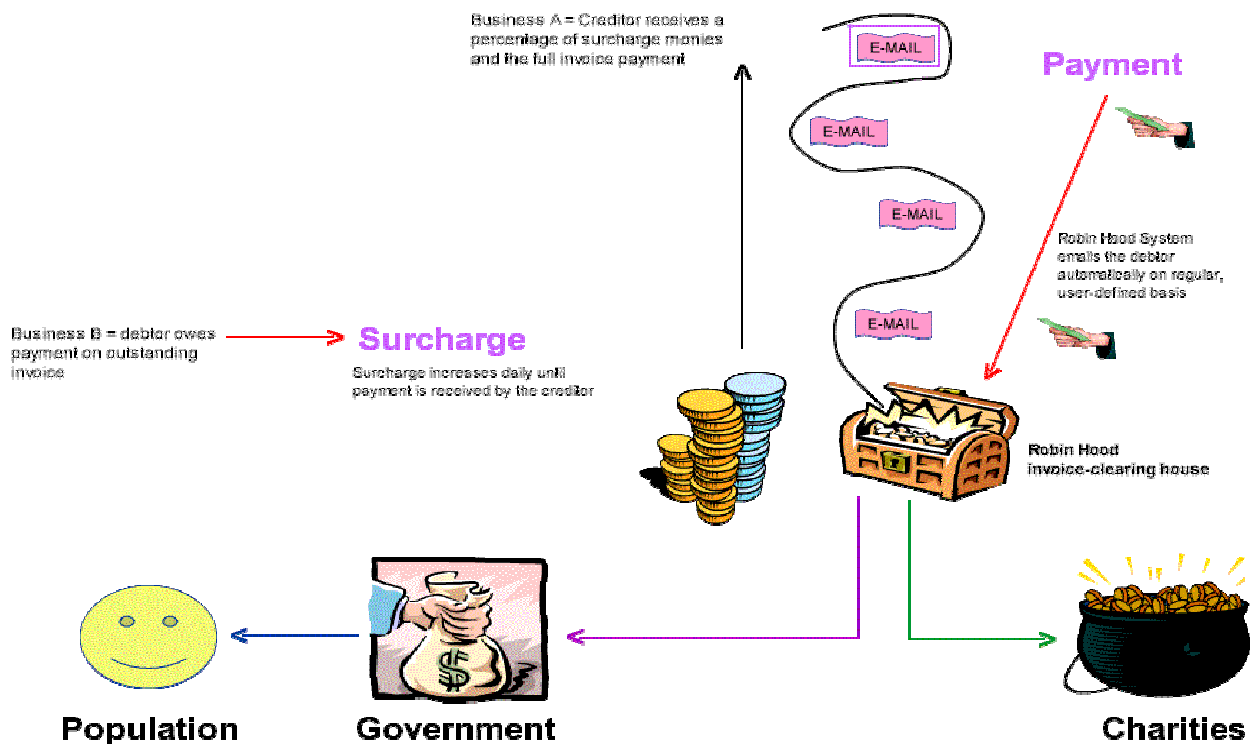 Business A = Creditor receives a
percentage of surcharge monies
and the full invoice payment
E-MAIL
Payment
E-MAIL
E-MAIL
Robin Hood System
emails the debtor
automatically on regular,
user-defined basis
E-MAIL
Business B = debtor owes
payment on outstanding
invoice
Surcharge
Surcharge increases daily until
payment is received by the creditor
Robin Hood
invoice-clearing house
$
Population
Government
Charities